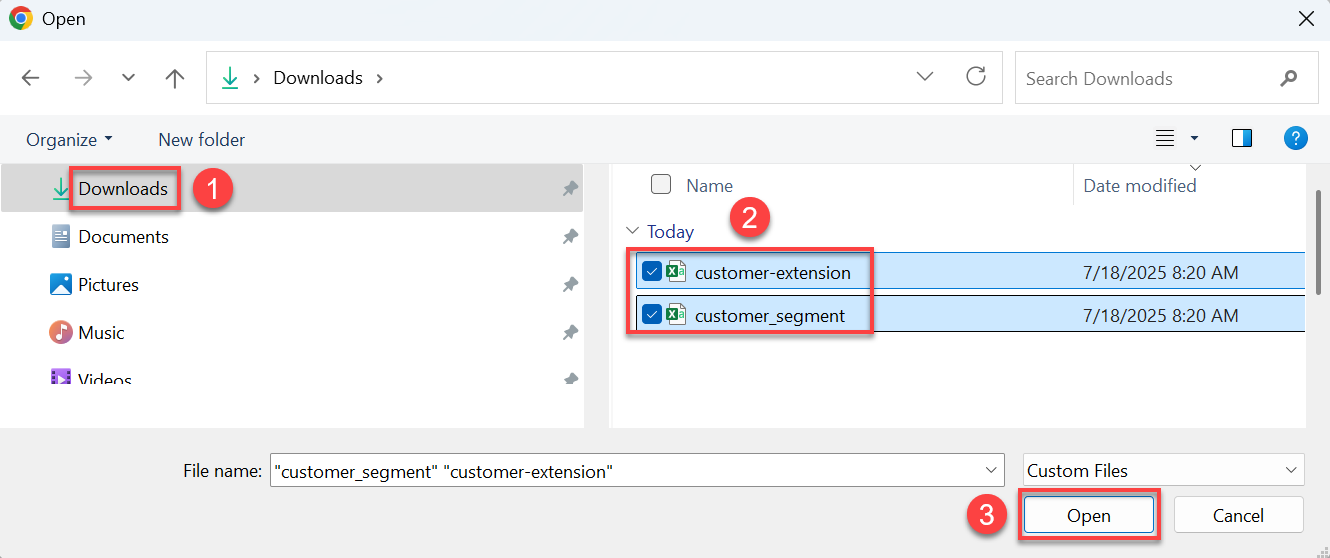 Open
Downloads
Search Downloads
Organize New folder
?
Downloads 1
Documents
Pictures
Music
Videos
Name Date modified
2
Today
customer-extension 7/18/2025 8:20 AM
customer_segment 7/18/2025 8:20 AM
File name: "customer_segment" "customer-extension" Custom Files
3 Open Cancel